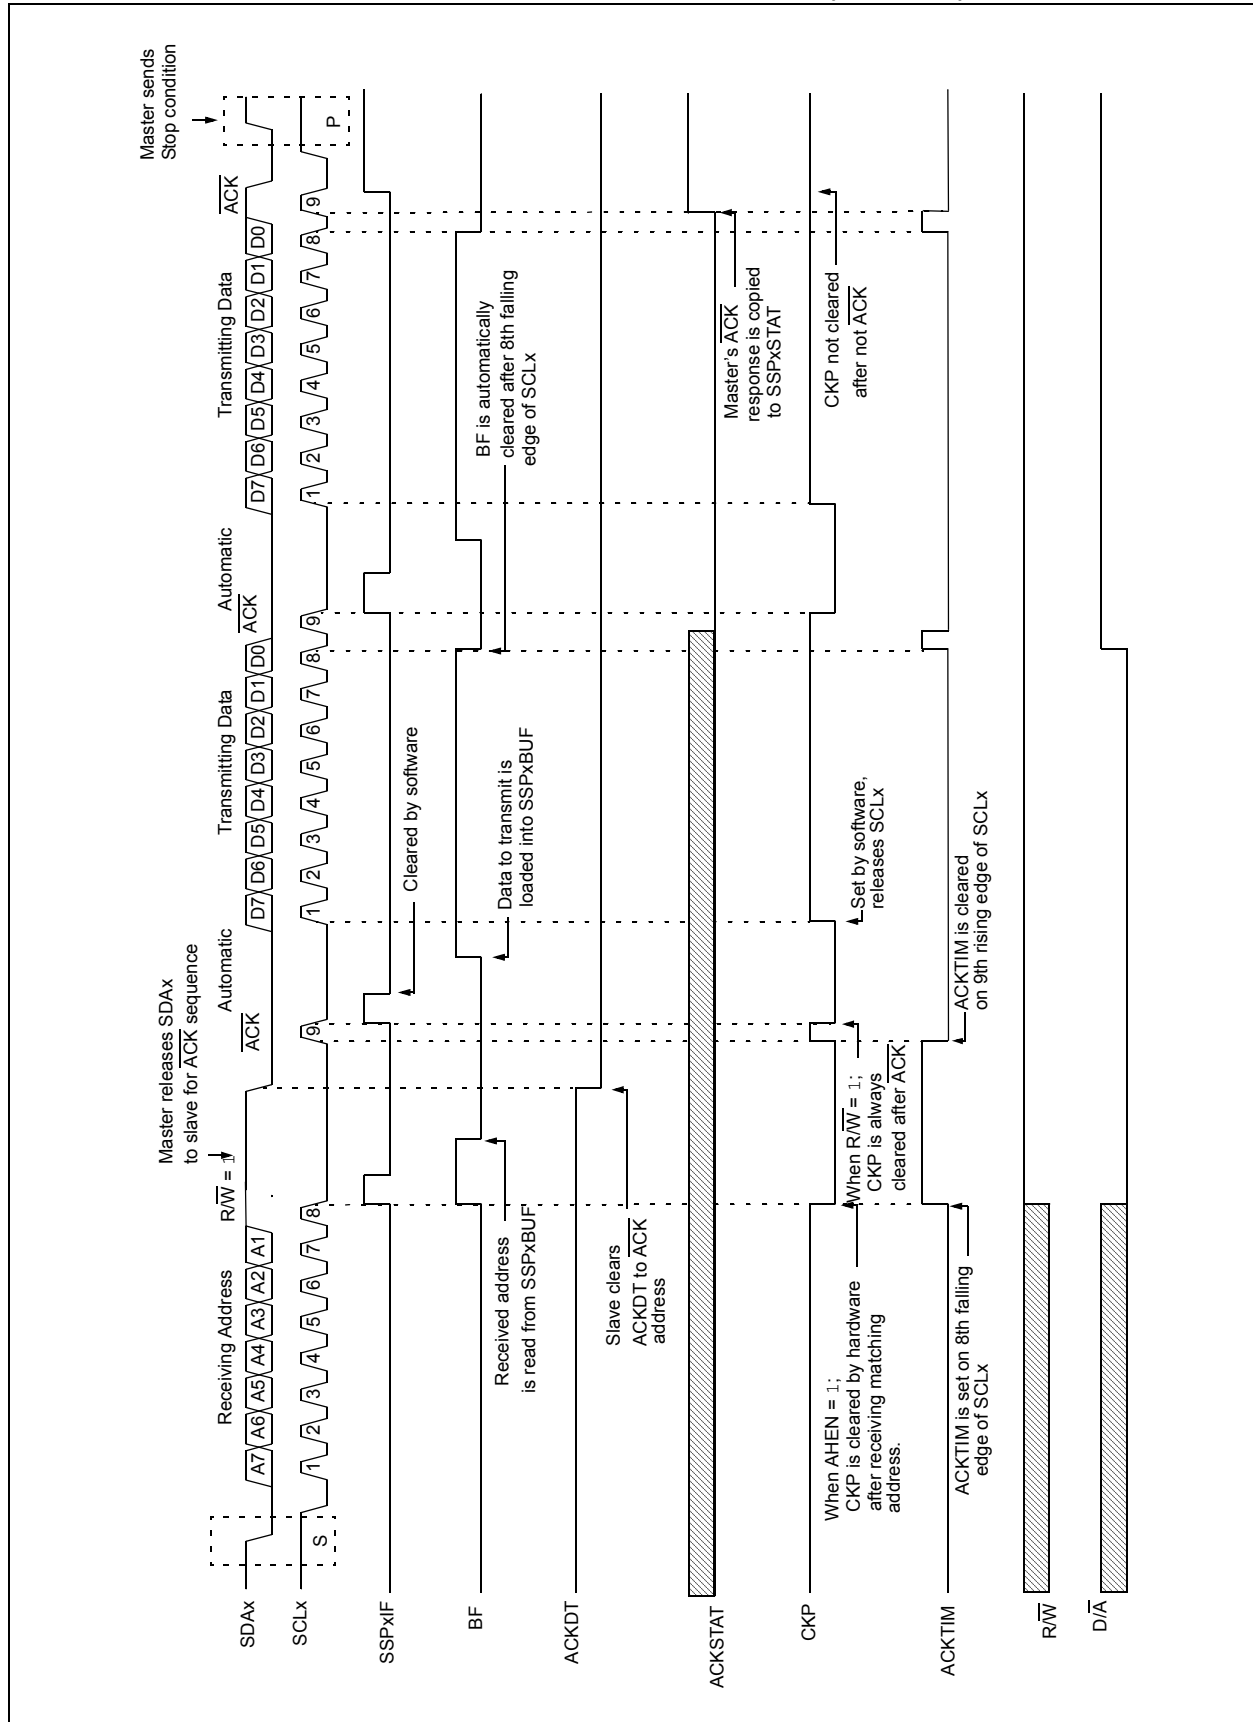 Master sends
Stop condition
Master releases SDAx
to slave for ACK sequence
Receiving Address
R/W = 1
ACK
Automatic
Transmitting Data
ACK
Automatic
Transmitting Data
ACK
SDAx
A7 A6 A5 A4 A3 A2 A1
D7 D6 D5 D4 D3 D2 D1 D0
D7 D6 D5 D4 D3 D2 D1 D0
SCLx
S
1 2 3 4 5 6 7 8
9
1 2 3 4 5 6 7 8 9
1 2 3 4 5 6 7 8 9
P
SSPxIF
Cleared by software
BF
Received address
is read from SSPxBUF
Data to transmit is
loaded into SSPxBUF
BF is automatically
cleared after 8th falling
edge of SCLx
ACKDT
Slave clears
ACKDT to ACK
address
ACKSTAT
Master's ACK
response is copied
to SSPxSTAT
CKP
When AHEN = 1;
CKP is cleared by hardware
after receiving matching
address.
When R/W = 1;
CKP is always
cleared after ACK
Set by software,
releases SCLx
CKP not cleared
after not ACK
ACKTIM
ACKTIM is set on 8th falling
edge of SCLx
ACKTIM is cleared
on 9th rising edge of SCLx
R/W
D/A